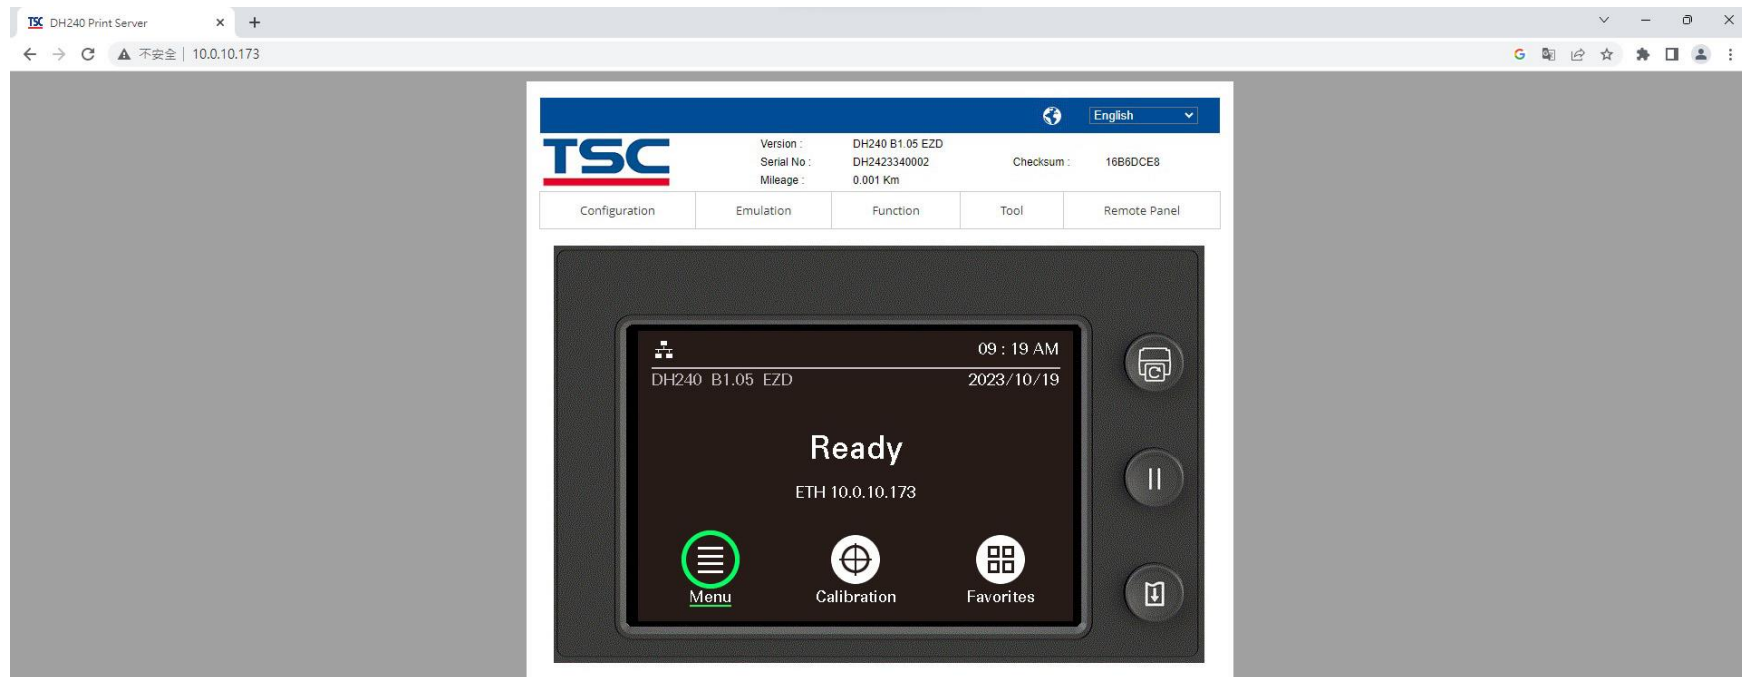 TSC DH240 Print Server
不安全 | 10.0.10.173
English
TSC
Version : DH240 B1.05 EZD
Serial No : DH2423340002 Checksum : 16B6DCE8
Mileage : 0.001 Km
Configuration Emulation Function Tool Remote Panel
09 : 19 AM
DH240 B1.05 EZD 2023/10/19
Ready
ETH 10.0.10.173
Menu Calibration Favorites